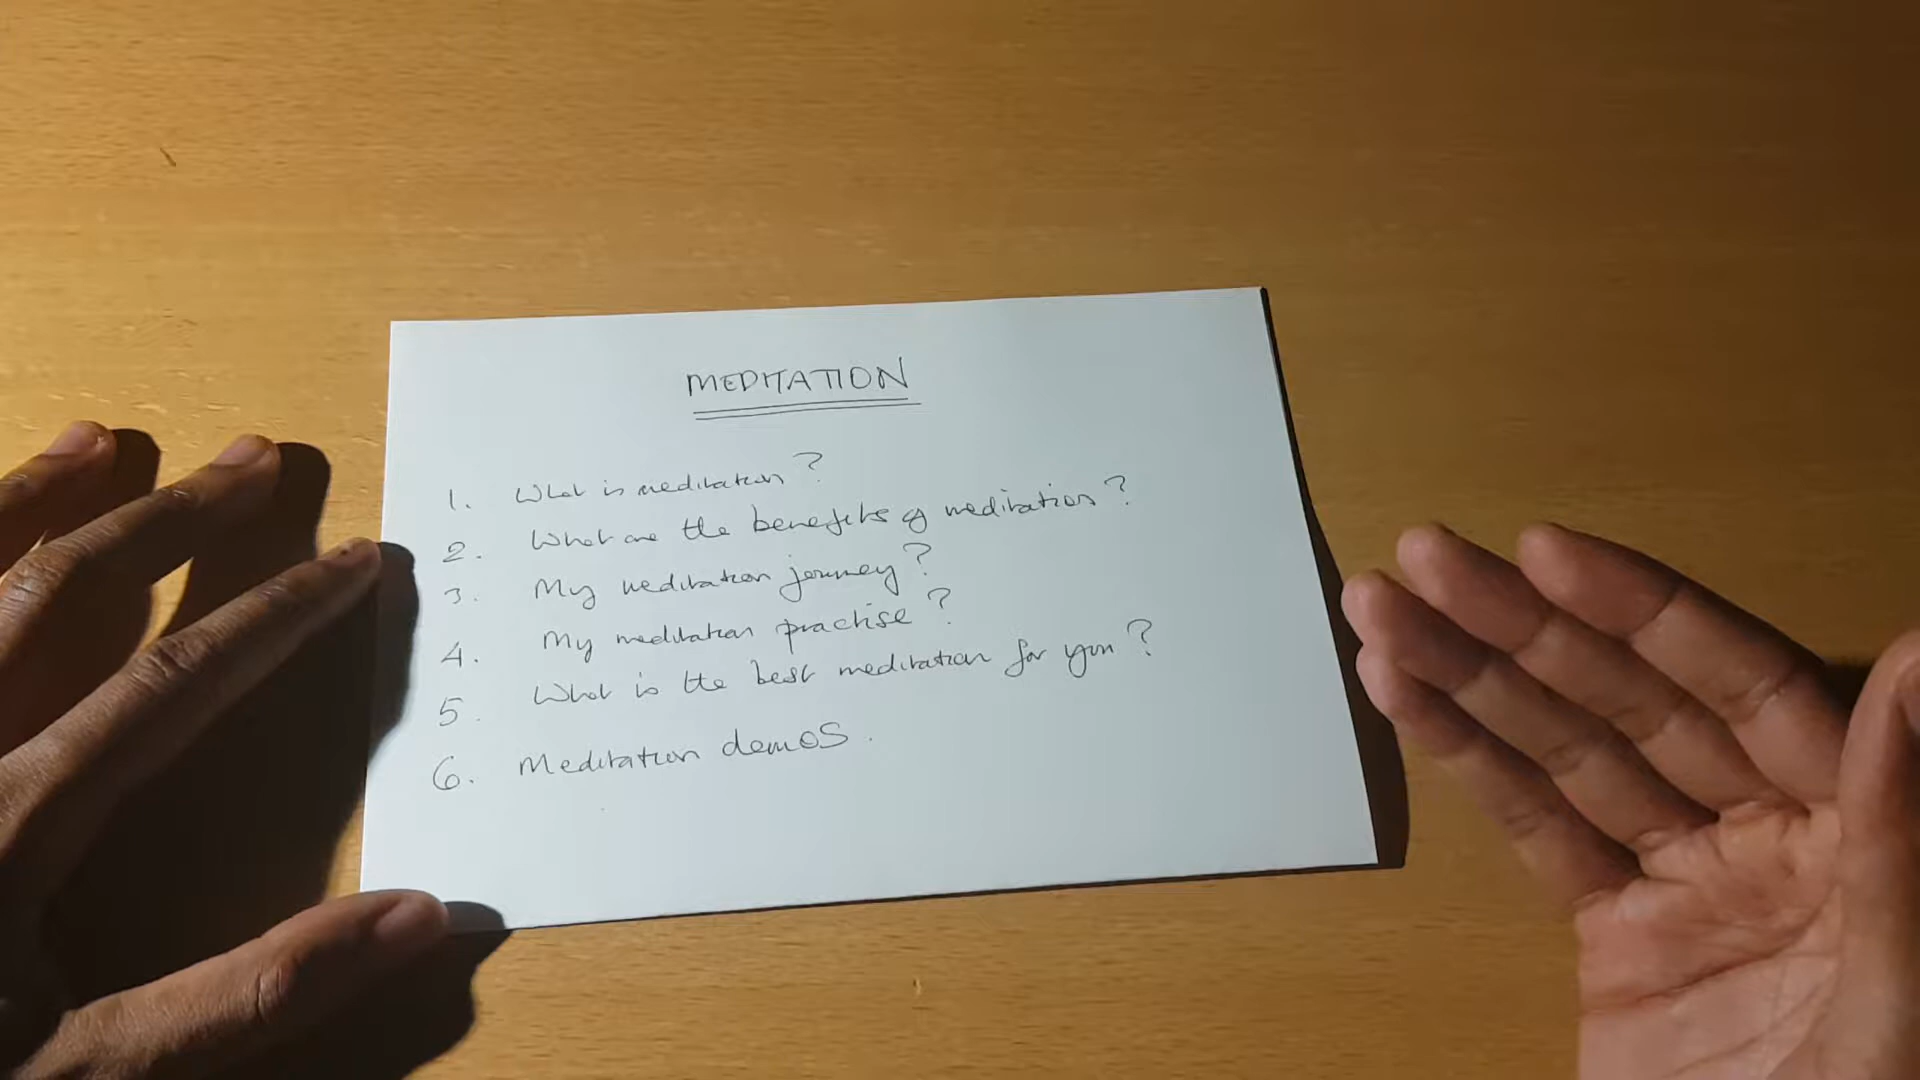 MEDITATION
1. What is meditation?
2. What are the benefits of meditation?
3. My meditation journey?
4. My meditation practise?
5. What is the best meditation for you?
6. Meditation demos.